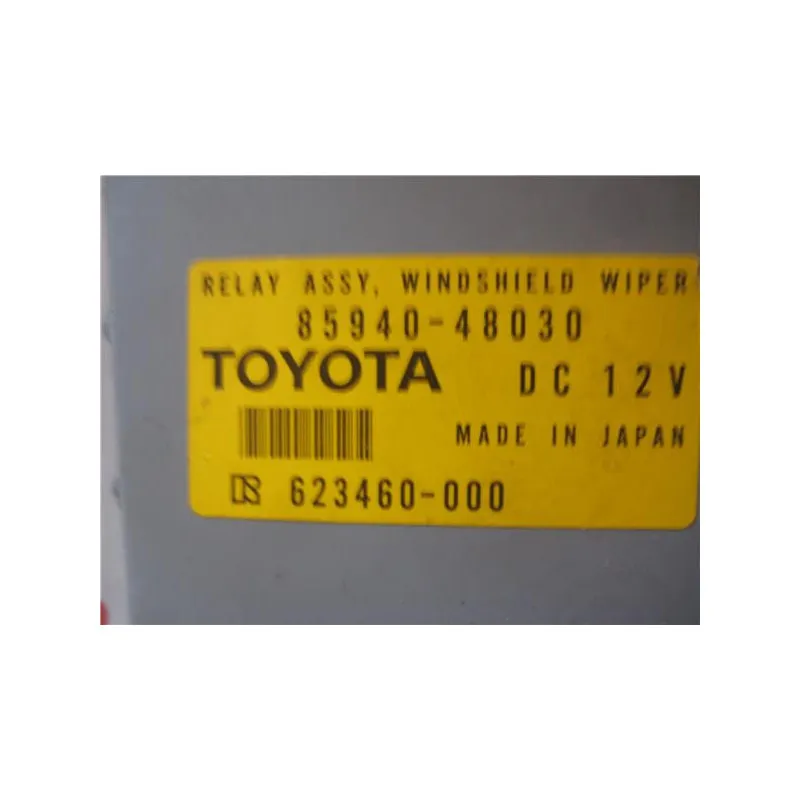 RELAY ASSY, WINDSHIELD WIPER
85940-48030
TOYOTA DC 12V
MADE IN JAPAN
623460-000